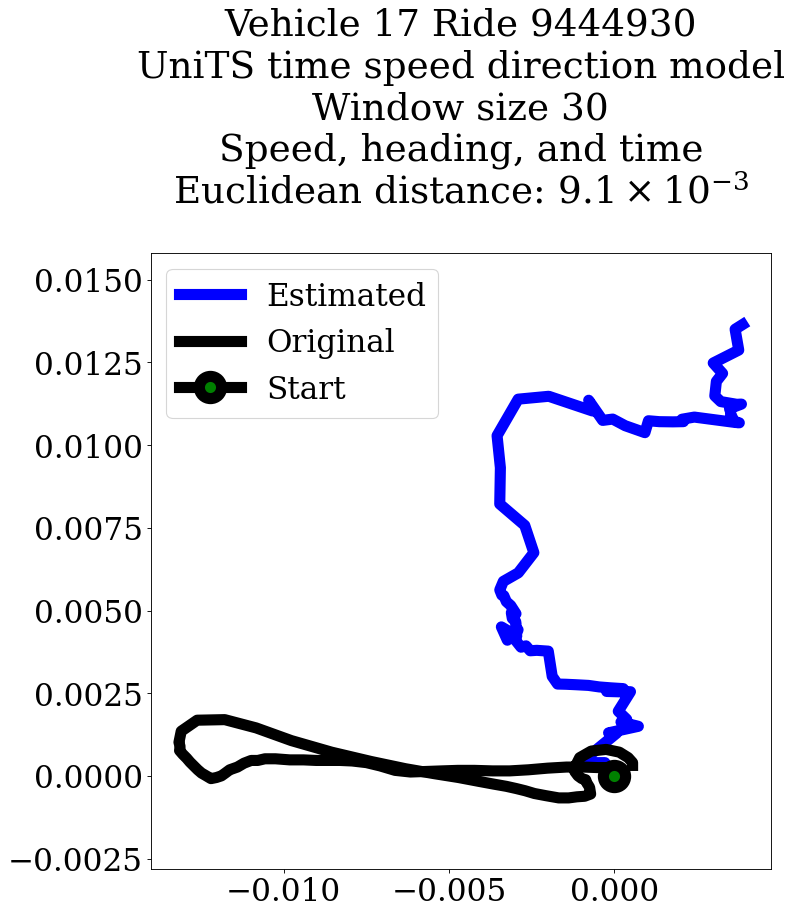 Vehicle 17 Ride 9444930
UniTS time speed direction model
Window size 30
Speed, heading, and time
Euclidean distance: 9.1 × 10⁻³
0.0150
0.0125
0.0100
0.0075
0.0050
0.0025
0.0000
−0.0025
Estimated
Original
Start
−0.010
−0.005
0.000